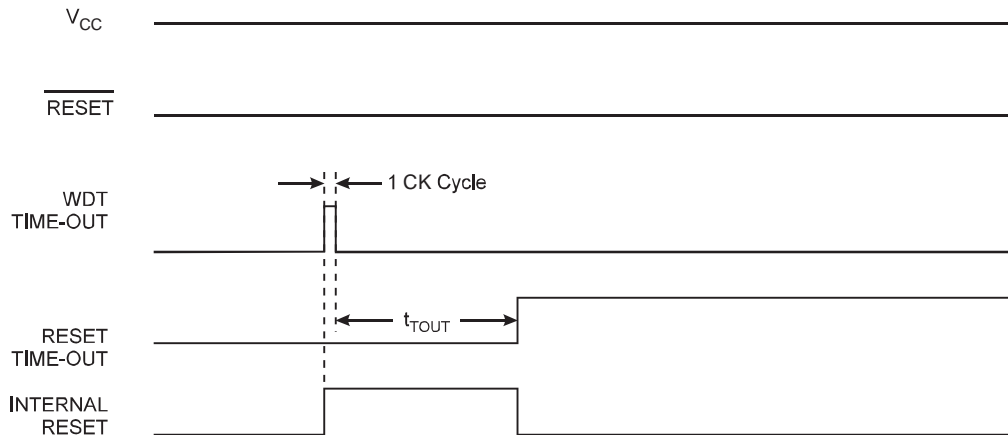 VCC
RESET
1 CK Cycle
WDT
TIME-OUT
tTOUT
RESET
TIME-OUT
INTERNAL
RESET